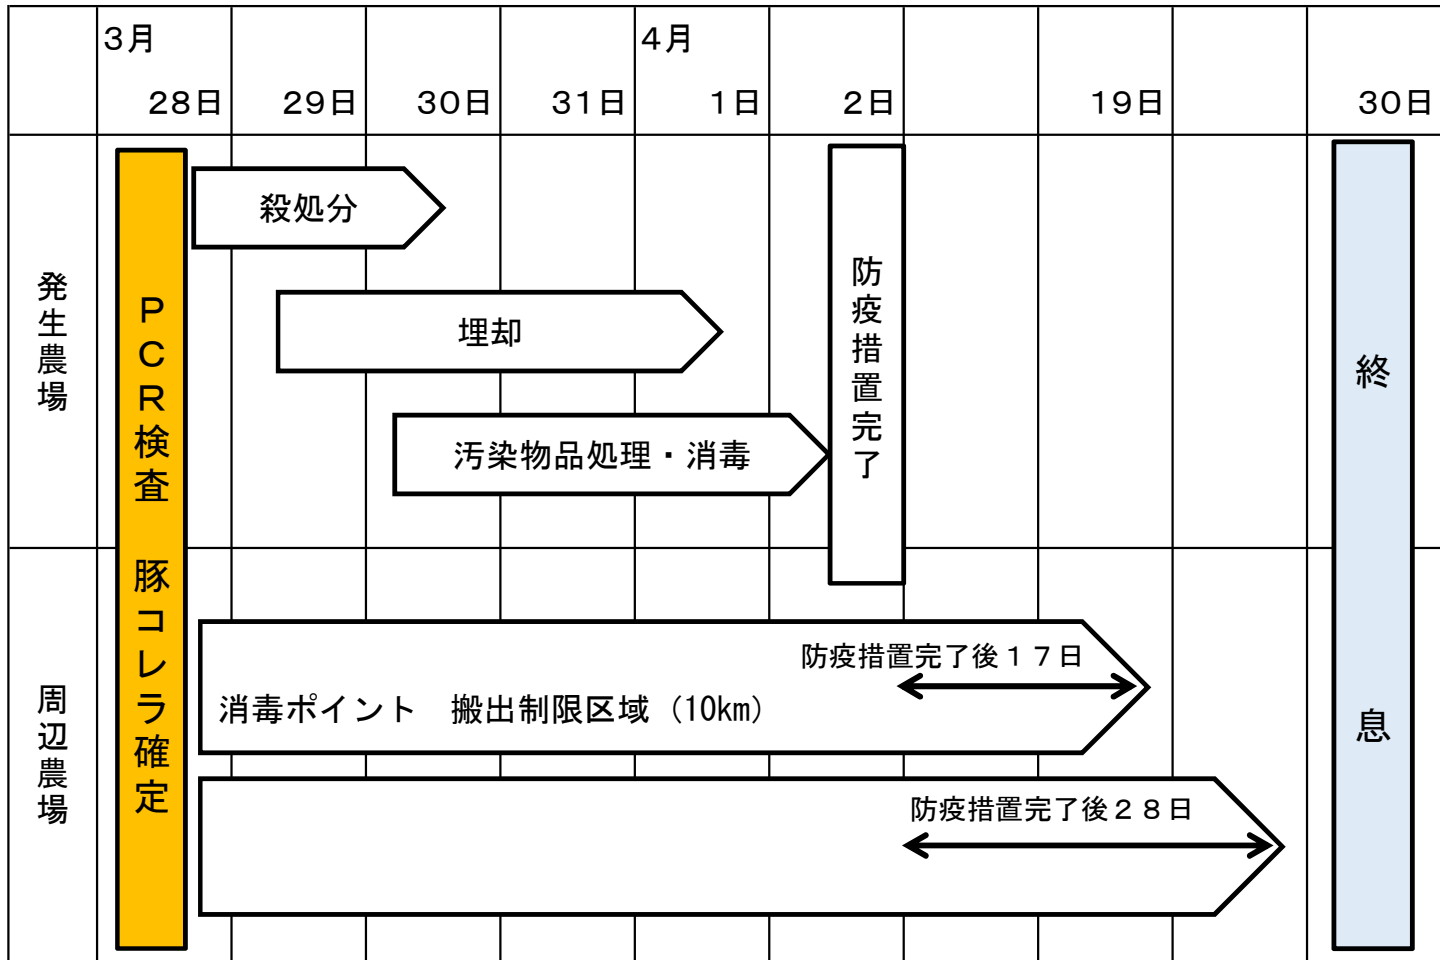 3月
4月
28日
29日
30日
31日
1日
2日
19日
30日
発生農場
周辺農場
PCR検査　豚コレラ確定
殺処分
埋却
汚染物品処理・消毒
防疫措置完了
防疫措置完了後17日
消毒ポイント　搬出制限区域（10km）
防疫措置完了後28日
終息